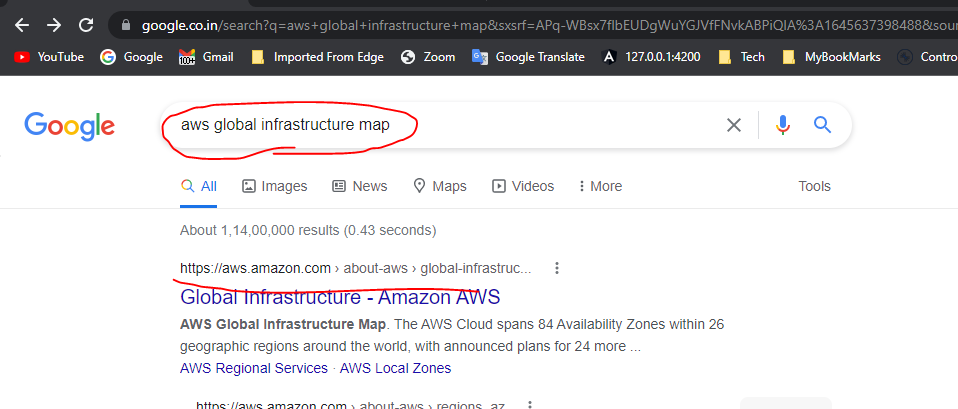 google.co.in/search?q=aws+global+infrastructure+map&sxsrf=APq-WBsx7flbEUDgWuYGJVfFNvkABPiQIA%3A1645637398488&sour
YouTube Google 100+ Gmail Imported From Edge Zoom Google Translate 127.0.0.1:4200 Tech MyBookMarks Contro
Google aws global infrastructure map
All Images News Maps Videos More Tools
About 1,14,00,000 results (0.43 seconds)
https://aws.amazon.com › about-aws › global-infrastruc...
Global Infrastructure - Amazon AWS
AWS Global Infrastructure Map. The AWS Cloud spans 84 Availability Zones within 26
geographic regions around the world, with announced plans for 24 more ...
AWS Regional Services · AWS Local Zones
https://aws.amazon.com › about-aws › regions_az